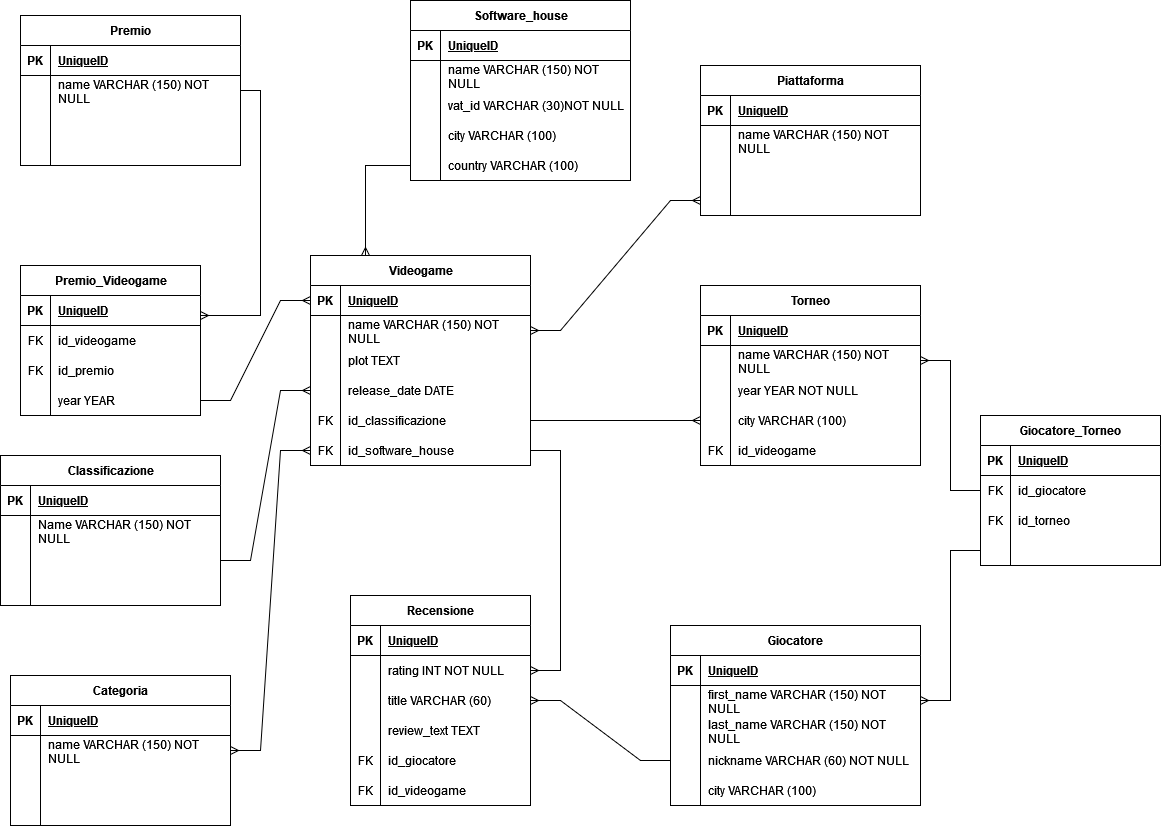 Premio
PK UniqueID
name VARCHAR (150) NOT
NULL
Software_house
PK UniqueID
name VARCHAR (150) NOT
NULL
vat_id VARCHAR (30)NOT NULL
city VARCHAR (100)
country VARCHAR (100)
Piattaforma
PK UniqueID
name VARCHAR (150) NOT
NULL
Premio_Videogame
PK UniqueID
FK id_videogame
FK id_premio
year YEAR
Videogame
PK UniqueID
name VARCHAR (150) NOT
NULL
plot TEXT
release_date DATE
FK id_classificazione
FK id_software_house
Torneo
PK UniqueID
name VARCHAR (150) NOT
NULL
year YEAR NOT NULL
city VARCHAR (100)
FK id_videogame
Giocatore_Torneo
PK UniqueID
FK id_giocatore
FK id_torneo
Classificazione
PK UniqueID
Name VARCHAR (150) NOT
NULL
Recensione
PK UniqueID
rating INT NOT NULL
title VARCHAR (60)
review_text TEXT
FK id_giocatore
FK id_videogame
Giocatore
PK UniqueID
first_name VARCHAR (150) NOT
NULL
last_name VARCHAR (150) NOT
NULL
nickname VARCHAR (60) NOT NULL
city VARCHAR (100)
Categoria
PK UniqueID
name VARCHAR (150) NOT
NULL